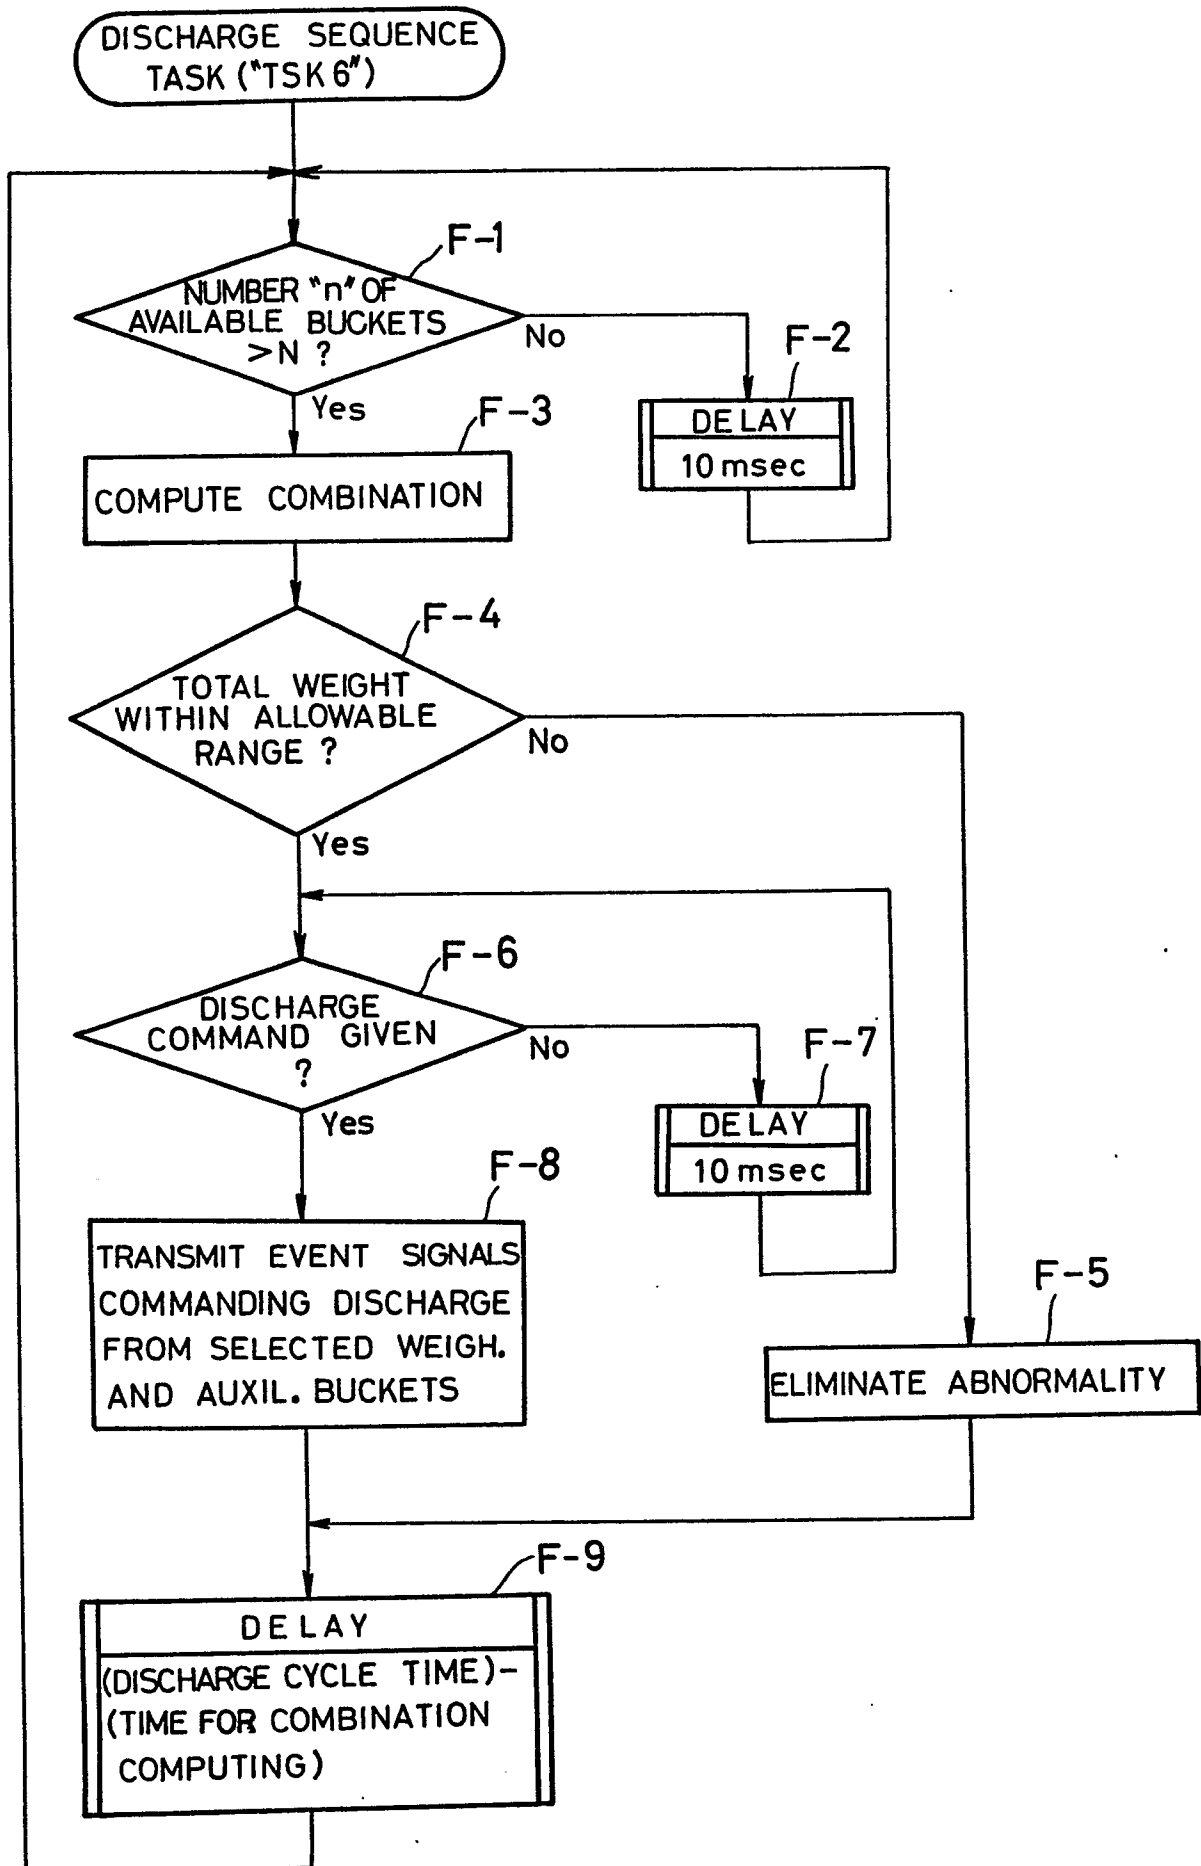 DISCHARGE SEQUENCE
TASK ("TSK 6")
F-1
NUMBER "n" OF
AVAILABLE BUCKETS
>N ?
No
Yes
F-2
DELAY
10 msec
F-3
COMPUTE COMBINATION
F-4
TOTAL WEIGHT
WITHIN ALLOWABLE
RANGE ?
No
Yes
F-6
DISCHARGE
COMMAND GIVEN
?
No
Yes
F-7
DELAY
10 msec
F-8
TRANSMIT EVENT SIGNALS
COMMANDING DISCHARGE
FROM SELECTED WEIGH.
AND AUXIL. BUCKETS
F-5
ELIMINATE ABNORMALITY
F-9
DELAY
(DISCHARGE CYCLE TIME)-
(TIME FOR COMBINATION
COMPUTING)